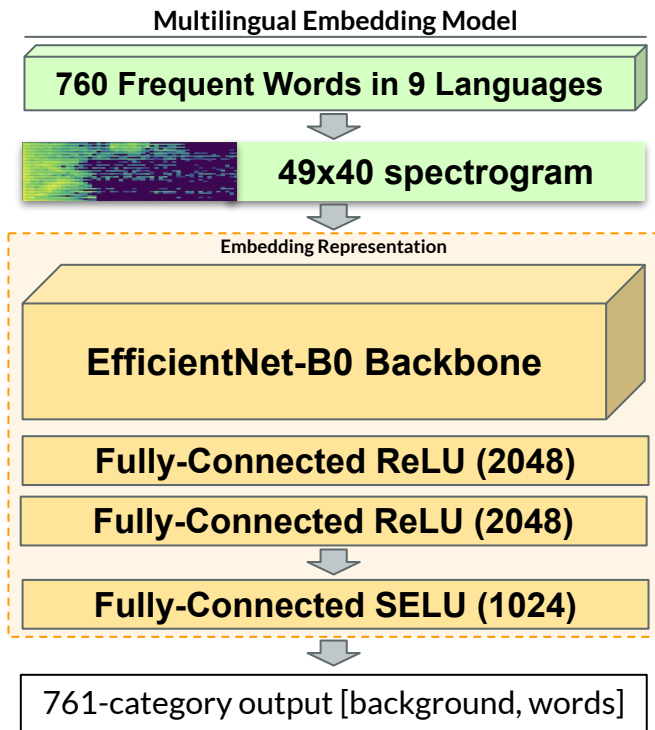 Multilingual Embedding Model
760 Frequent Words in 9 Languages
49x40 spectrogram
Embedding Representation
EfficientNet-B0 Backbone
Fully-Connected ReLU (2048)
Fully-Connected ReLU (2048)
Fully-Connected SELU (1024)
761-category output [background, words]